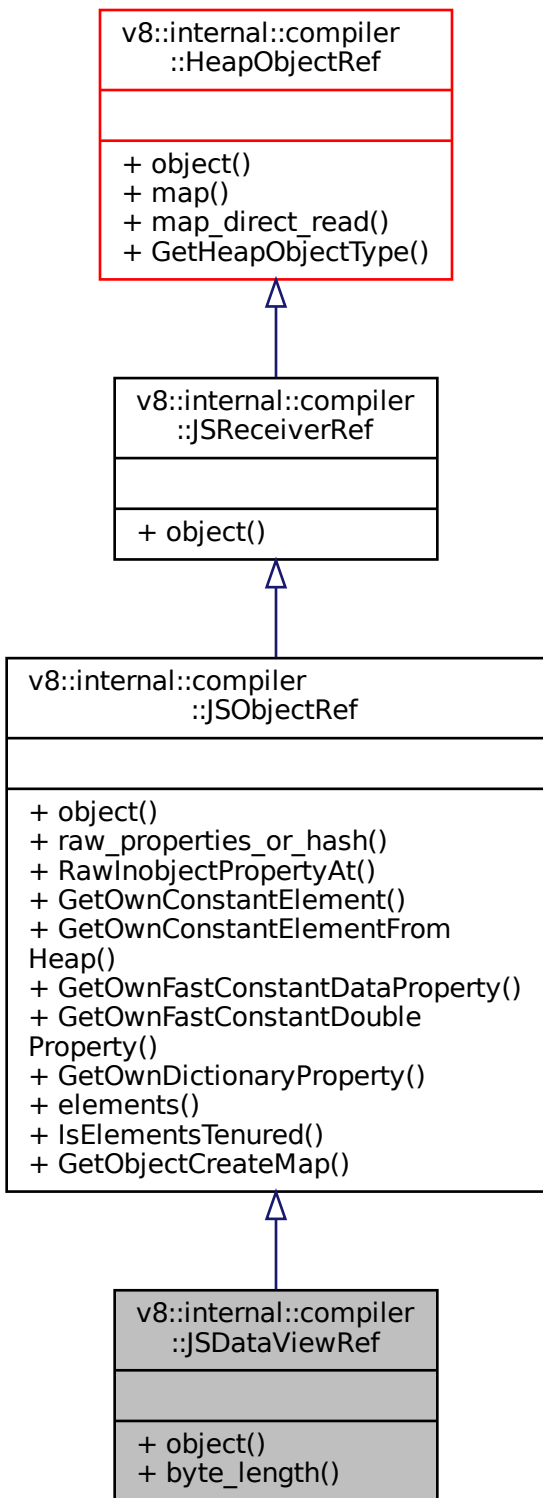 v8::internal::compiler
::HeapObjectRef
+ object()
+ map()
+ map_direct_read()
+ GetHeapObjectType()
v8::internal::compiler
::JSReceiverRef
+ object()
v8::internal::compiler
::JSObjectRef
+ object()
+ raw_properties_or_hash()
+ RawInobjectPropertyAt()
+ GetOwnConstantElement()
+ GetOwnConstantElementFrom
Heap()
+ GetOwnFastConstantDataProperty()
+ GetOwnFastConstantDouble
Property()
+ GetOwnDictionaryProperty()
+ elements()
+ IsElementsTenured()
+ GetObjectCreateMap()
v8::internal::compiler
::JSDataViewRef
+ object()
+ byte_length()